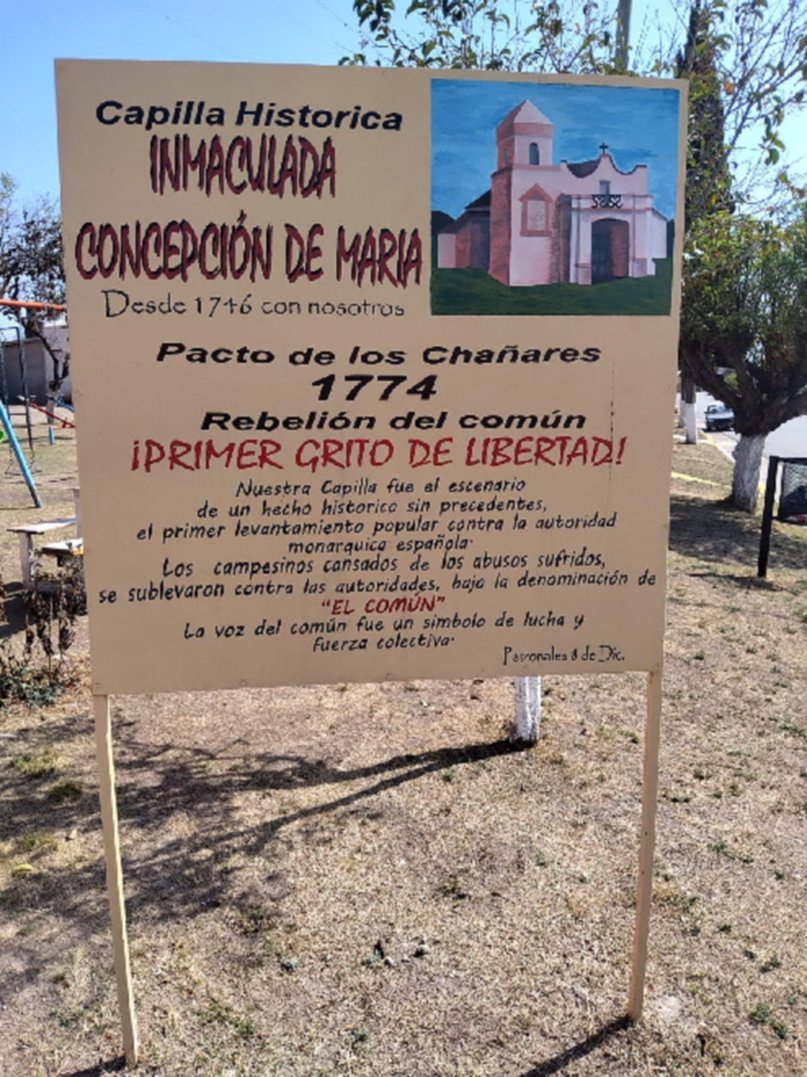 Capilla Historica
INMACULADA
CONCEPCIÓN DE MARIA
Desde 1746 con nosotros
Pacto de los Chañares
1774
Rebelión del común
¡PRIMER GRITO DE LIBERTAD!
Nuestra Capilla fue el escenario
de un hecho historico sin precedentes,
el primer levantamiento popular contra la autoridad
monarquica española.
Los campesinos cansados de los abusos sufridos,
se sublevaron contra las autoridades, bajo la denominación de
"EL COMÚN"
La voz del común fue un simbolo de lucha y
fuerza colectiva.
Patronales 8 de Dic.